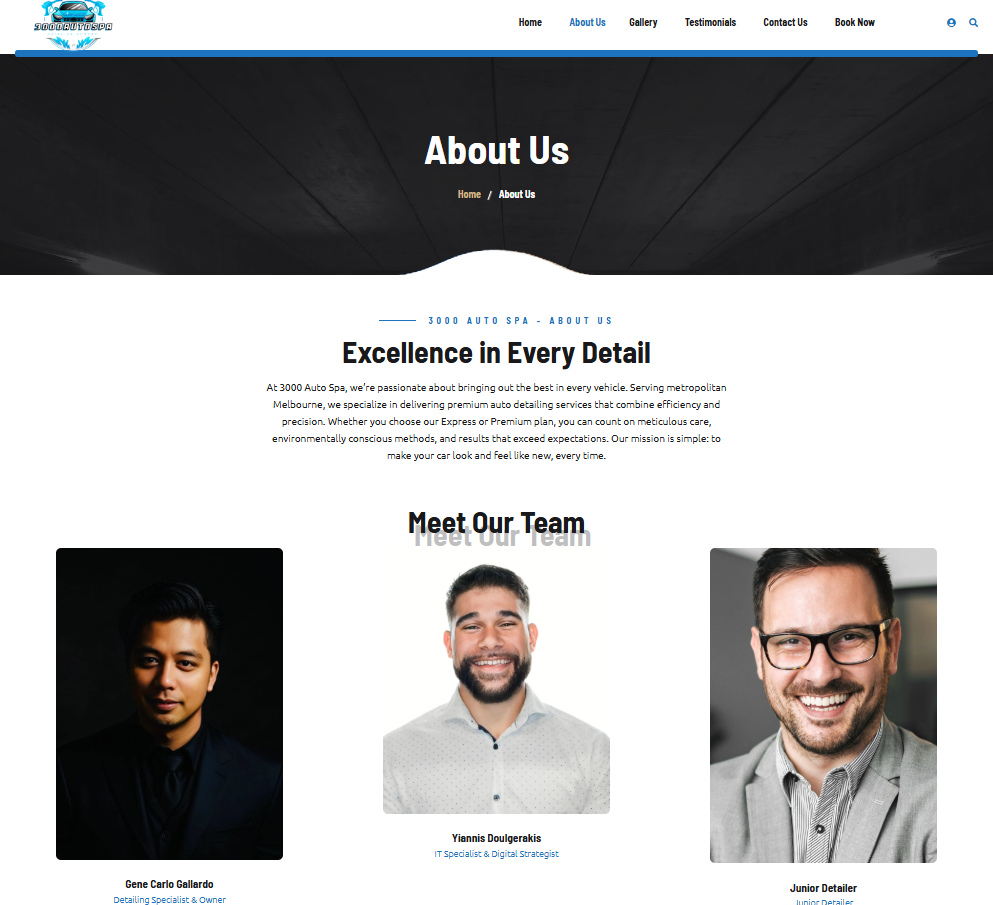 3000AUTOSPA
Home About Us Gallery Testimonials Contact Us Book Now
About Us
Home / About Us
3000 AUTO SPA - ABOUT US
Excellence in Every Detail
At 3000 Auto Spa, we're passionate about bringing out the best in every vehicle. Serving metropolitan
Melbourne, we specialize in delivering premium auto detailing services that combine efficiency and
precision. Whether you choose our Express or Premium plan, you can count on meticulous care,
environmentally conscious methods, and results that exceed expectations. Our mission is simple: to
make your car look and feel like new, every time.
Meet Our Team
Meet Our Team
Yiannis Doulgerakis
IT Specialist & Digital Strategist
Gene Carlo Gallardo
Detailing Specialist & Owner
Junior Detailer
Junior Detailer